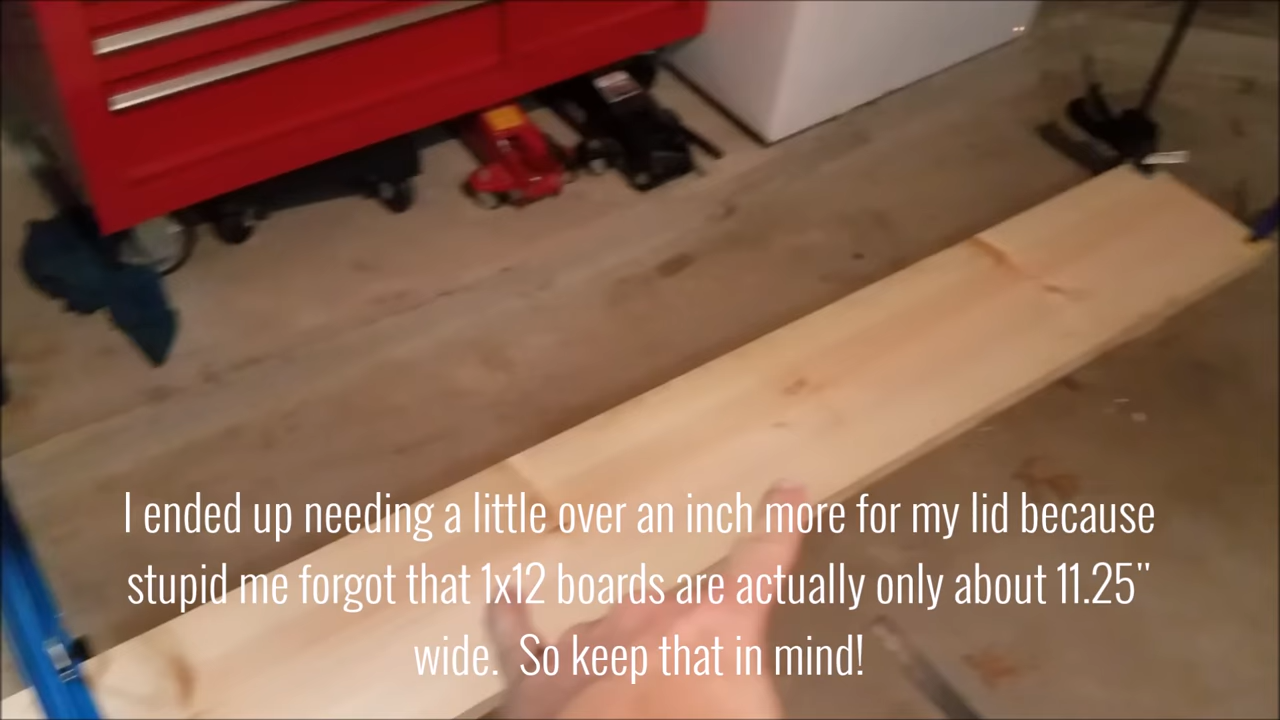 I ended up needing a little over an inch more for my lid because
stupid me forgot that 1x12 boards are actually only about 11.25"
wide.  So keep that in mind!